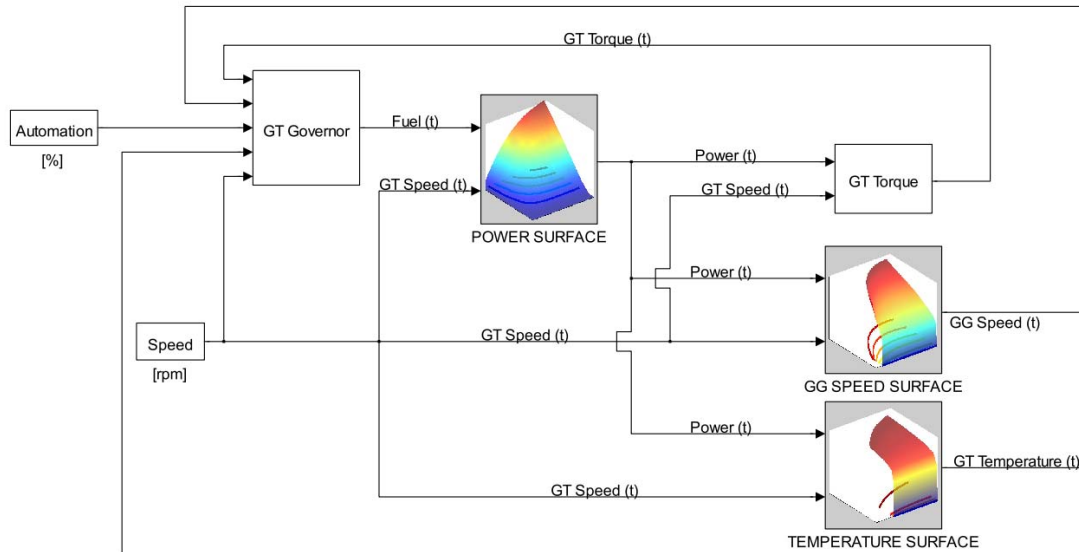 GT Torque (t)
Automation
[%]
GT Governor
Fuel (t)
GT Speed (t)
POWER SURFACE
Power (t)
GT Speed (t)
GT Torque
Power (t)
Speed
[rpm]
GT Speed (t)
GG Speed (t)
GG SPEED SURFACE
Power (t)
GT Speed (t)
GT Temperature (t)
TEMPERATURE SURFACE